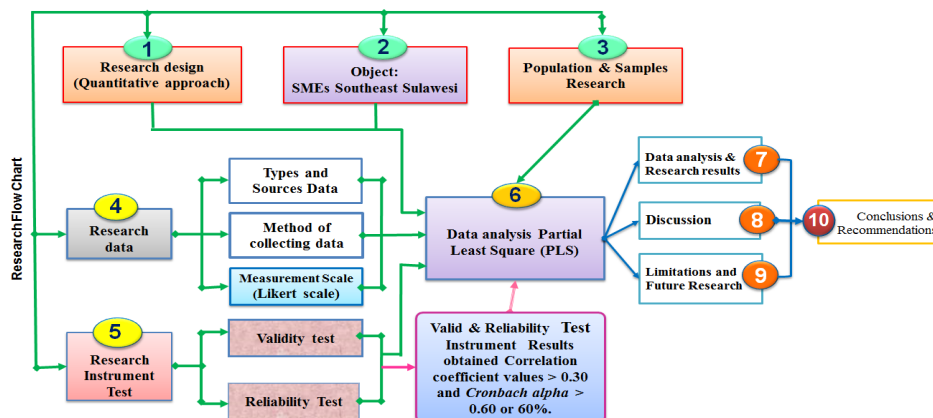 Research Flow Chart
1
Research design
(Quantitative approach)
2
Object:
SMEs Southeast Sulawesi
3
Population & Samples
Research
4
Research
data
Types and
Sources Data
Method of
collecting data
Measurement Scale
(Likert scale)
5
Research
Instrument
Test
Validity test
Reliability Test
6
Data analysis Partial
Least Square (PLS)
Valid & Reliability Test
Instrument Results
obtained Correlation
coefficient values > 0.30
and Cronbach alpha >
0.60 or 60%.
Data analysis &
Research results
7
Discussion
8
Limitations and
Future Research
9
10
Conclusions &
Recommendations